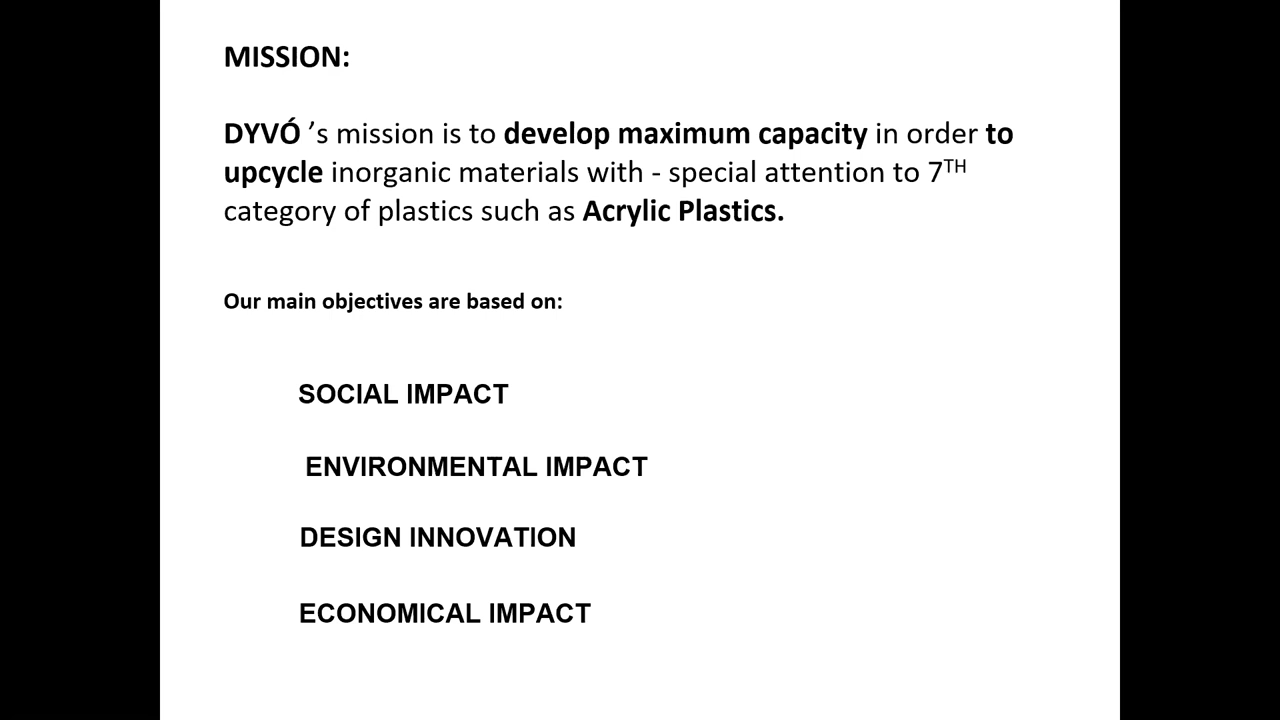 MISSION:
DYVÓ ’s mission is to develop maximum capacity in order to
upcycle inorganic materials with - special attention to 7TH
category of plastics such as Acrylic Plastics.
Our main objectives are based on:
SOCIAL IMPACT
ENVIRONMENTAL IMPACT
DESIGN INNOVATION
ECONOMICAL IMPACT